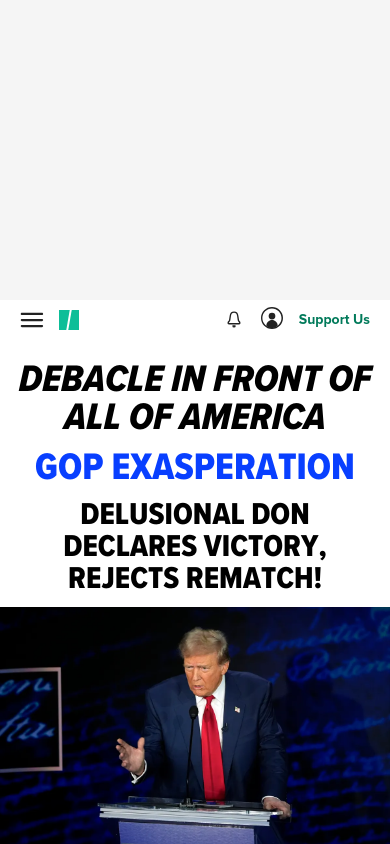 Support Us
DEBACLE IN FRONT OF
ALL OF AMERICA
GOP EXASPERATION
DELUSIONAL DON
DECLARES VICTORY,
REJECTS REMATCH!